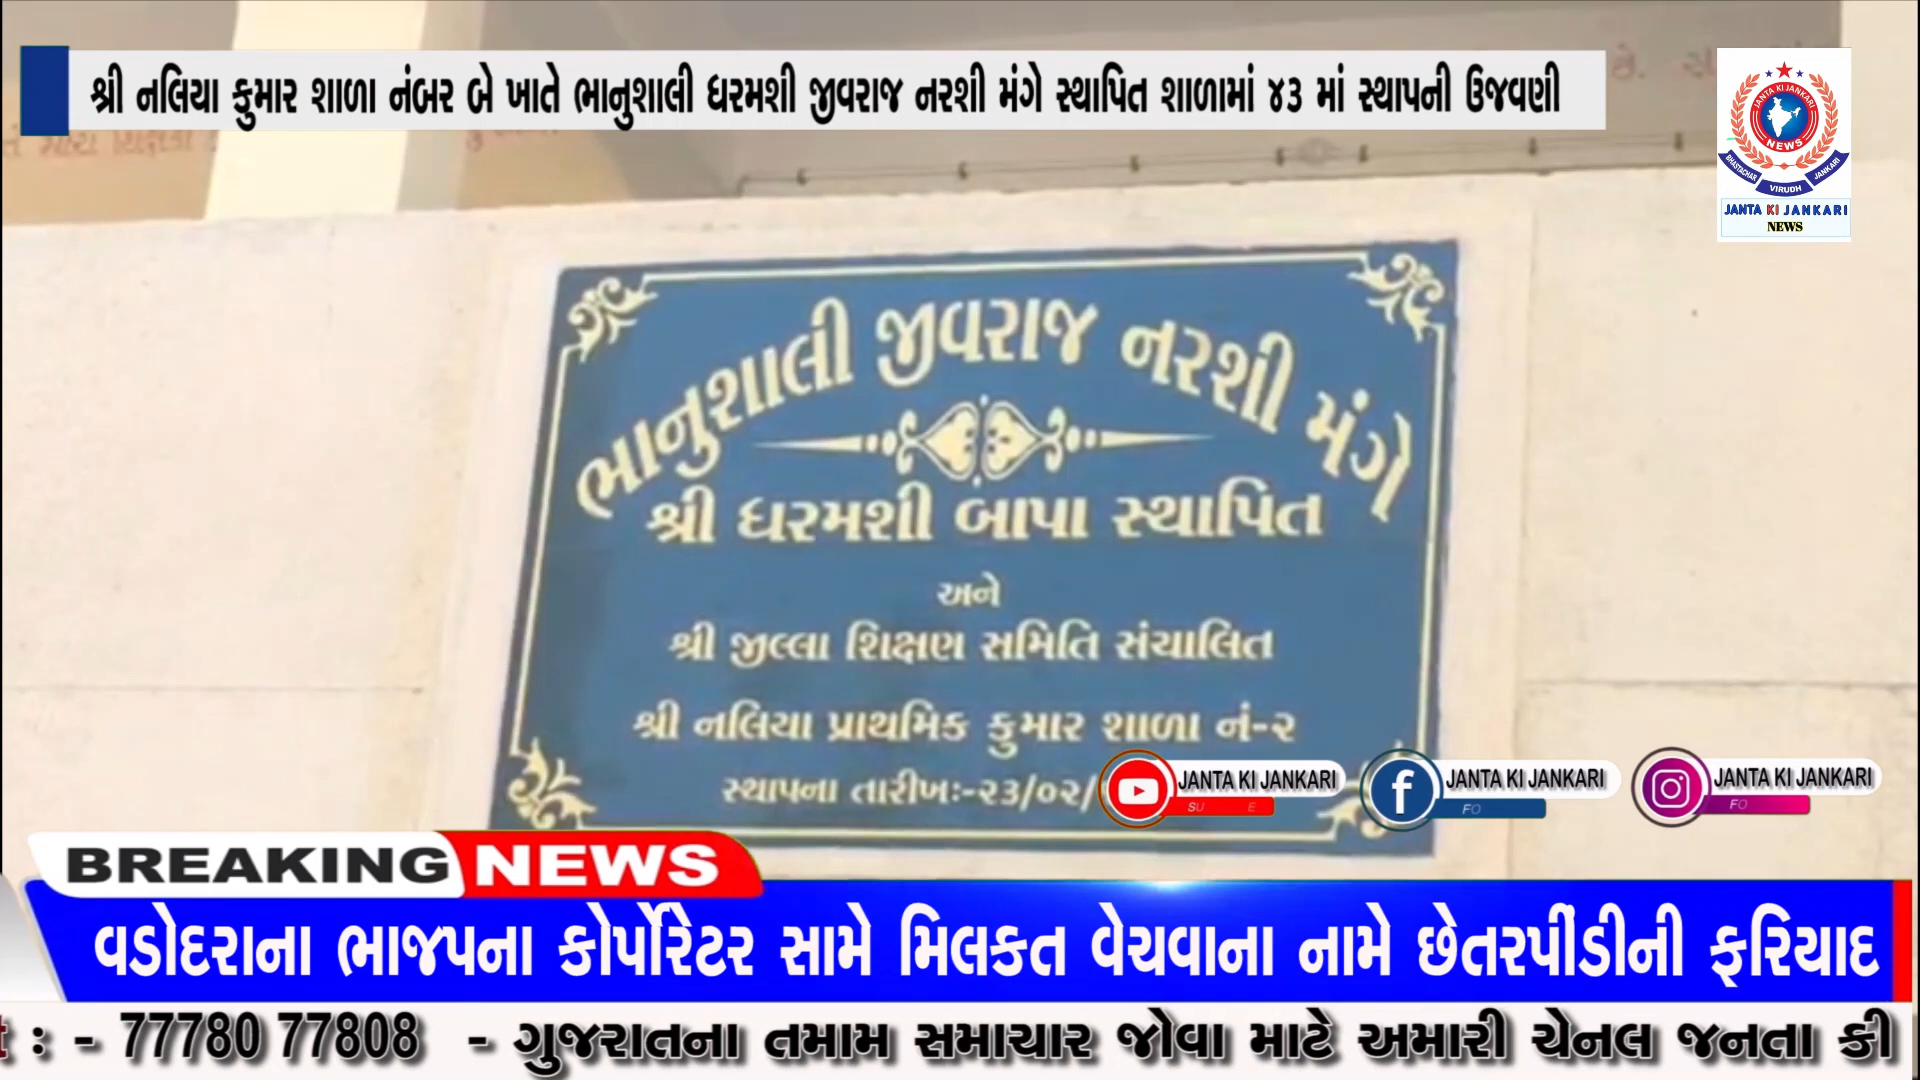 શ્રી નલિયા કુમાર શાળા નંબર બે ખાતે ભાનુશાલી ધરમશી જીવરાજ નરશી મંગે સ્થાપિત શાળામાં ૪૩ માં સ્થાપની ઉજવણી
JANTA KI JANKARI
NEWS
BHASTACHAR VIRUDH JANKARI
JANTA KI JANKARI
NEWS
ભાનુશાલી જીવરાજ નરશી મંગે
શ્રી ધરમશી બાપા સ્થાપિત
અને
શ્રી જીલ્લા શિક્ષણ સમિતિ સંચાલિત
શ્રી નલિયા પ્રાથમિક કુમાર શાળા નં-૨
સ્થાપના તારીખઃ-૨૩/૦૨/
JANTA KI JANKARI
JANTA KI JANKARI
JANTA KI JANKARI
BREAKING NEWS
વડોદરાના ભાજપના કોર્પોરેટર સામે મિલકત વેચવાના નામે છેતરપીંડીની ફરિયાદ
: - 77780 77808 - ગુજરાતના તમામ સમાચાર જોવા માટે અમારી ચેનલ જનતા કી